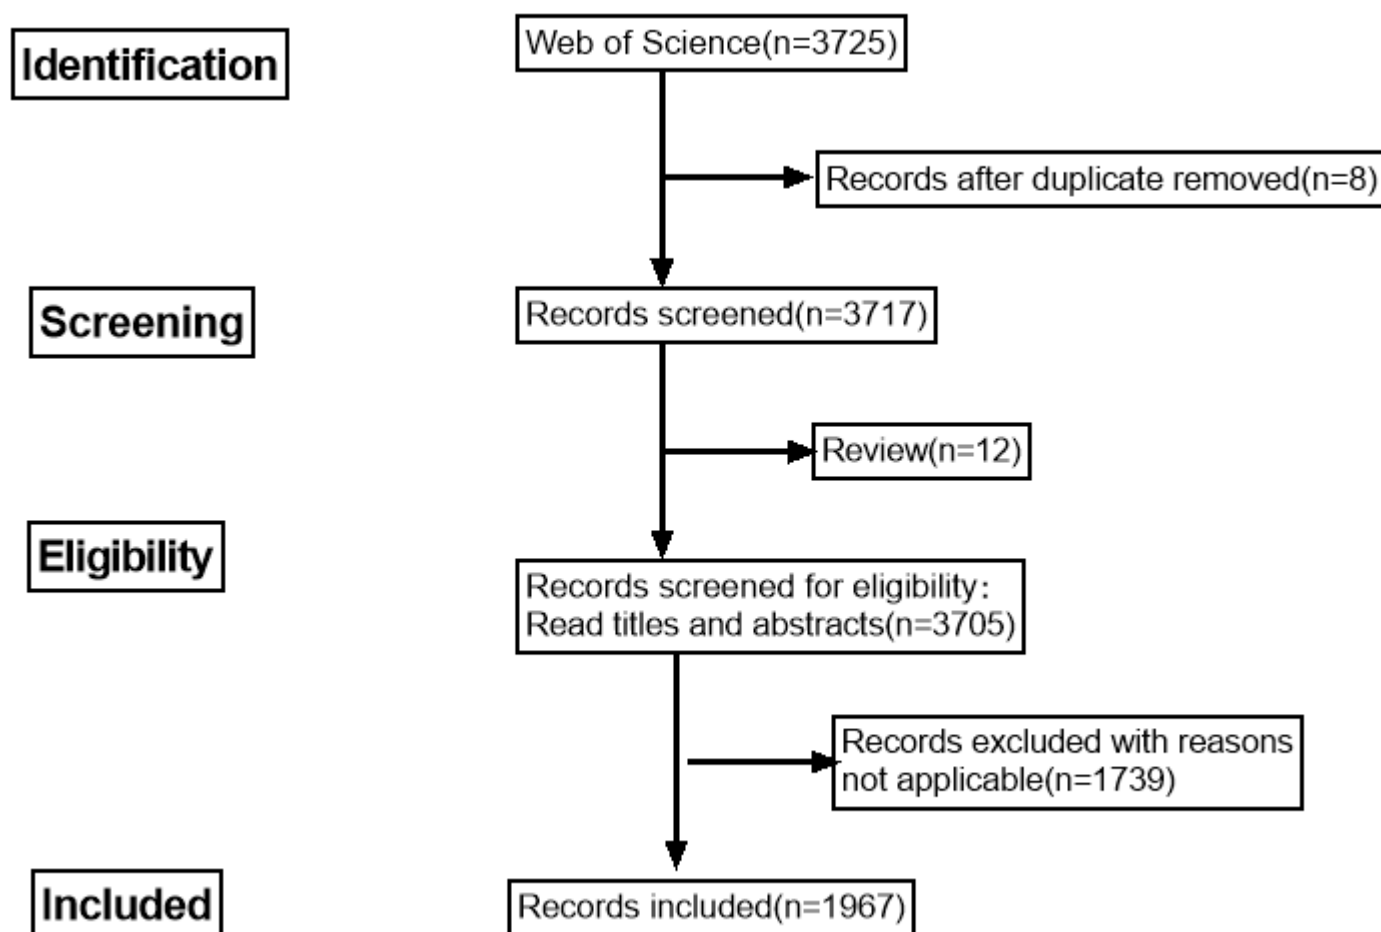 Identification
Web of Science(n=3725)
Records after duplicate removed(n=8)
Screening
Records screened(n=3717)
Review(n=12)
Eligibility
Records screened for eligibility:
Read titles and abstracts(n=3705)
Records excluded with reasons
not applicable(n=1739)
Included
Records included(n=1967)